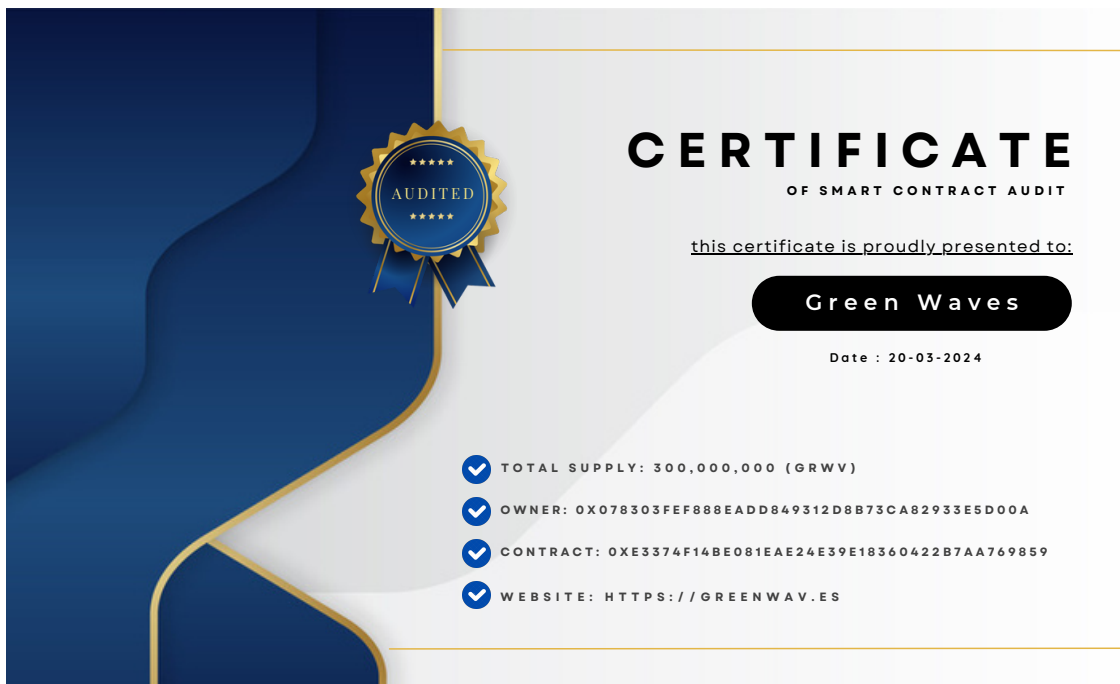 CERTIFICATE
OF SMART CONTRACT AUDIT
AUDITED
this certificate is proudly presented to:
Green Waves
Date : 20-03-2024
TOTAL SUPPLY: 300,000,000 (GRWV)
OWNER: 0X078303FEF888EADD849312D8B73CA82933E5D00A
CONTRACT: 0XE3374F14BE081EAE24E39E18360422B7AA769859
WEBSITE: HTTPS://GREENWAV.ES